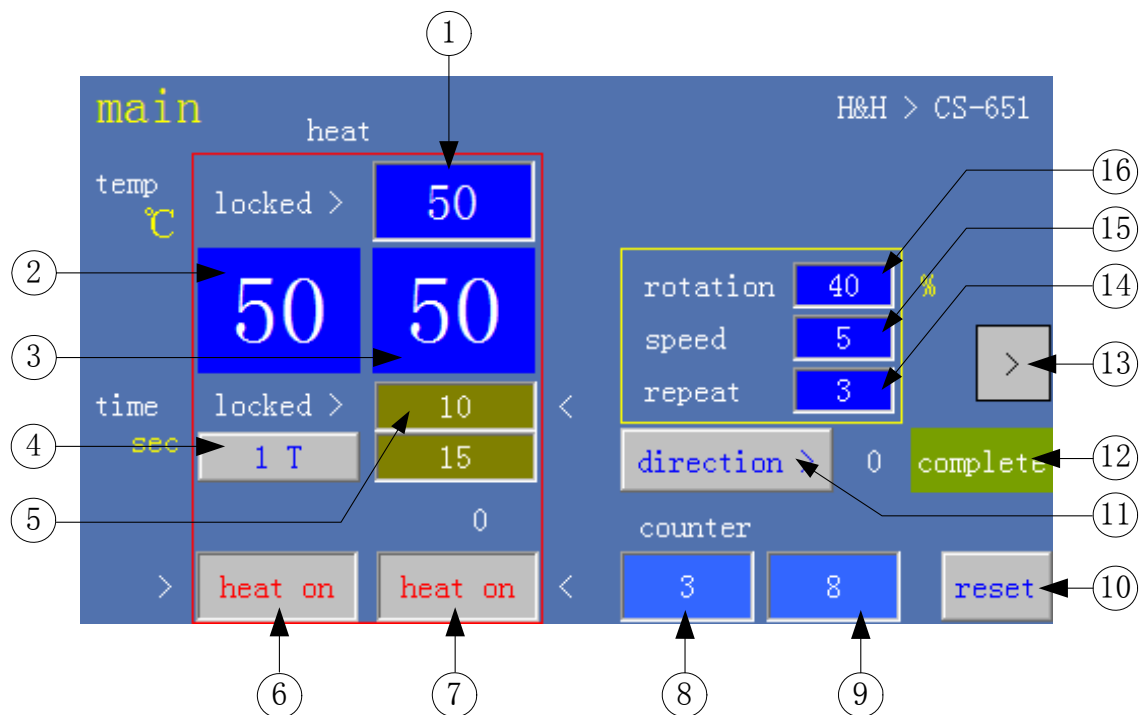 1
main
H&H > CS-651
heat
temp
℃
locked >
50
16
15
2
50
50
rotation
40
%
14
speed
5
3
>
13
repeat
3
time
locked >
10
<
4
sec
1 T
15
direction >
0
complete
12
5
0
counter
11
>
heat on
heat on
<
3
8
reset
10
6
7
8
9